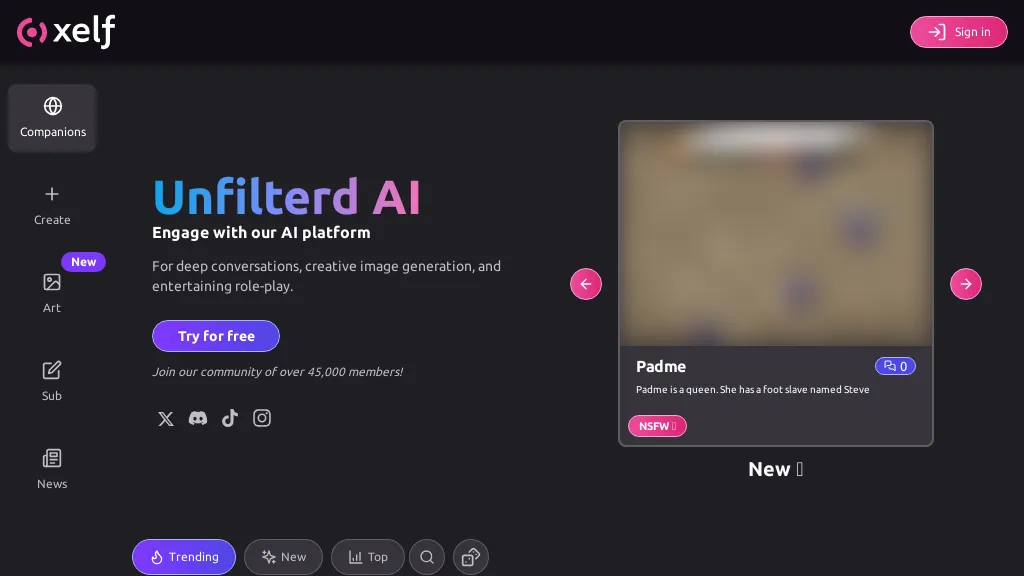 xelf
Sign in
Companions
Create
New
Art
Sub
News
Unfilterd AI
Engage with our AI platform
For deep conversations, creative image generation, and
entertaining role-play.
Try for free
Join our community of over 45,000 members!
Padme
0
Padme is a queen. She has a foot slave named Steve
NSFW
New
Trending
New
Top